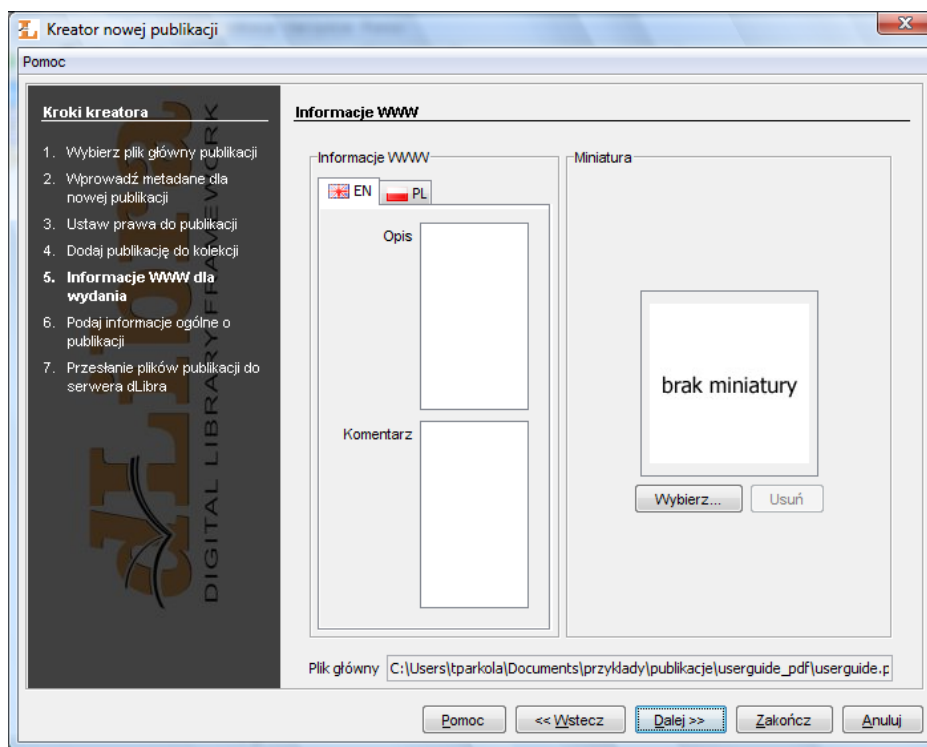 Kreator nowej publikacji
Pomoc
Kroki kreatora
1. Wybierz plik główny publikacji
2. Wprowadź metadane dla
nowej publikacji
3. Ustaw prawa do publikacji
4. Dodaj publikację do kolekcji
5. Informacje WWW dla
wydania
6. Podaj informacje ogólne o
publikacji
7. Przesłanie plików publikacji do
serwera dLibra
dLibra
DIGITAL LIBRARY FRAMEWORK
Informacje WWW
Informacje WWW
EN
PL
Opis
Komentarz
Miniatura
brak miniatury
Wybierz...
Usuń
Plik główny
C:\Users\tparkola\Documents\przyklady\publikacje\userguide_pdf\userguide.p
Pomoc
<< Wstecz
Dalej >>
Zakończ
Anuluj